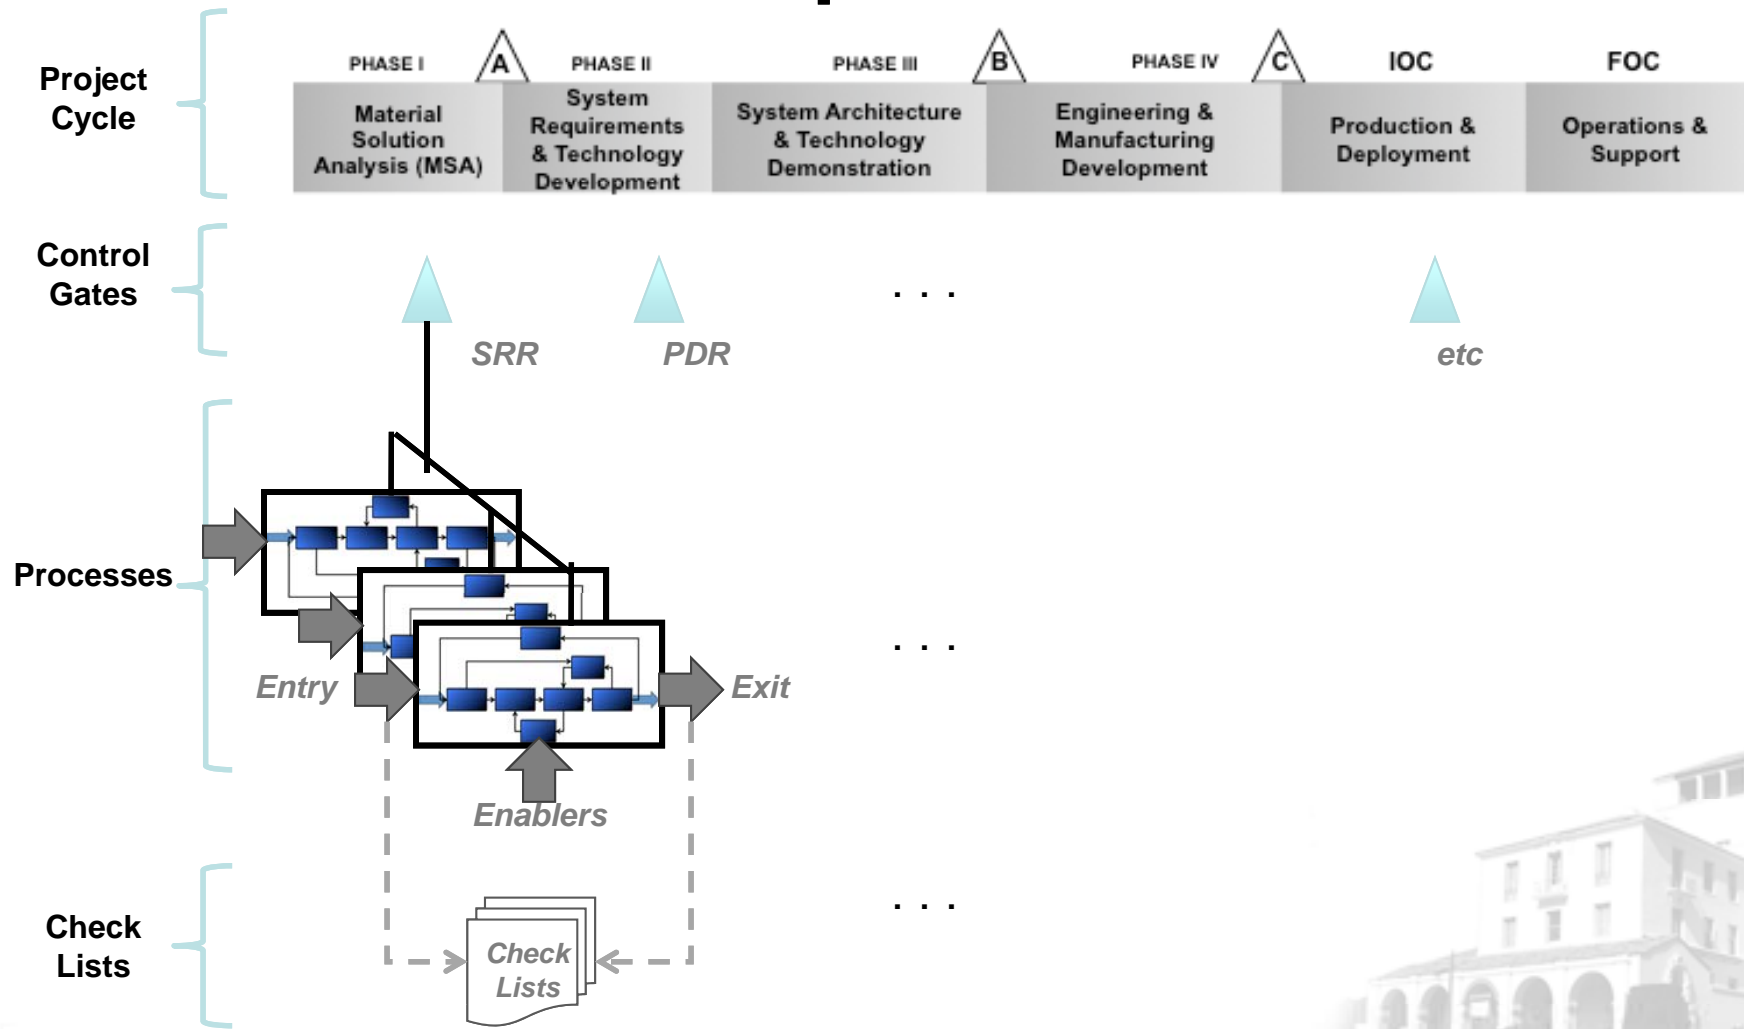 Project
Cycle
PHASE I
A
PHASE II
PHASE III
B
PHASE IV
C
IOC
FOC
Material
Solution
Analysis (MSA)
System
Requirements
& Technology
Development
System Architecture
& Technology
Demonstration
Engineering &
Manufacturing
Development
Production &
Deployment
Operations &
Support
Control
Gates
. . .
SRR
PDR
etc
Processes
. . .
Entry
Exit
Enablers
Check
Lists
. . .
Check
Lists